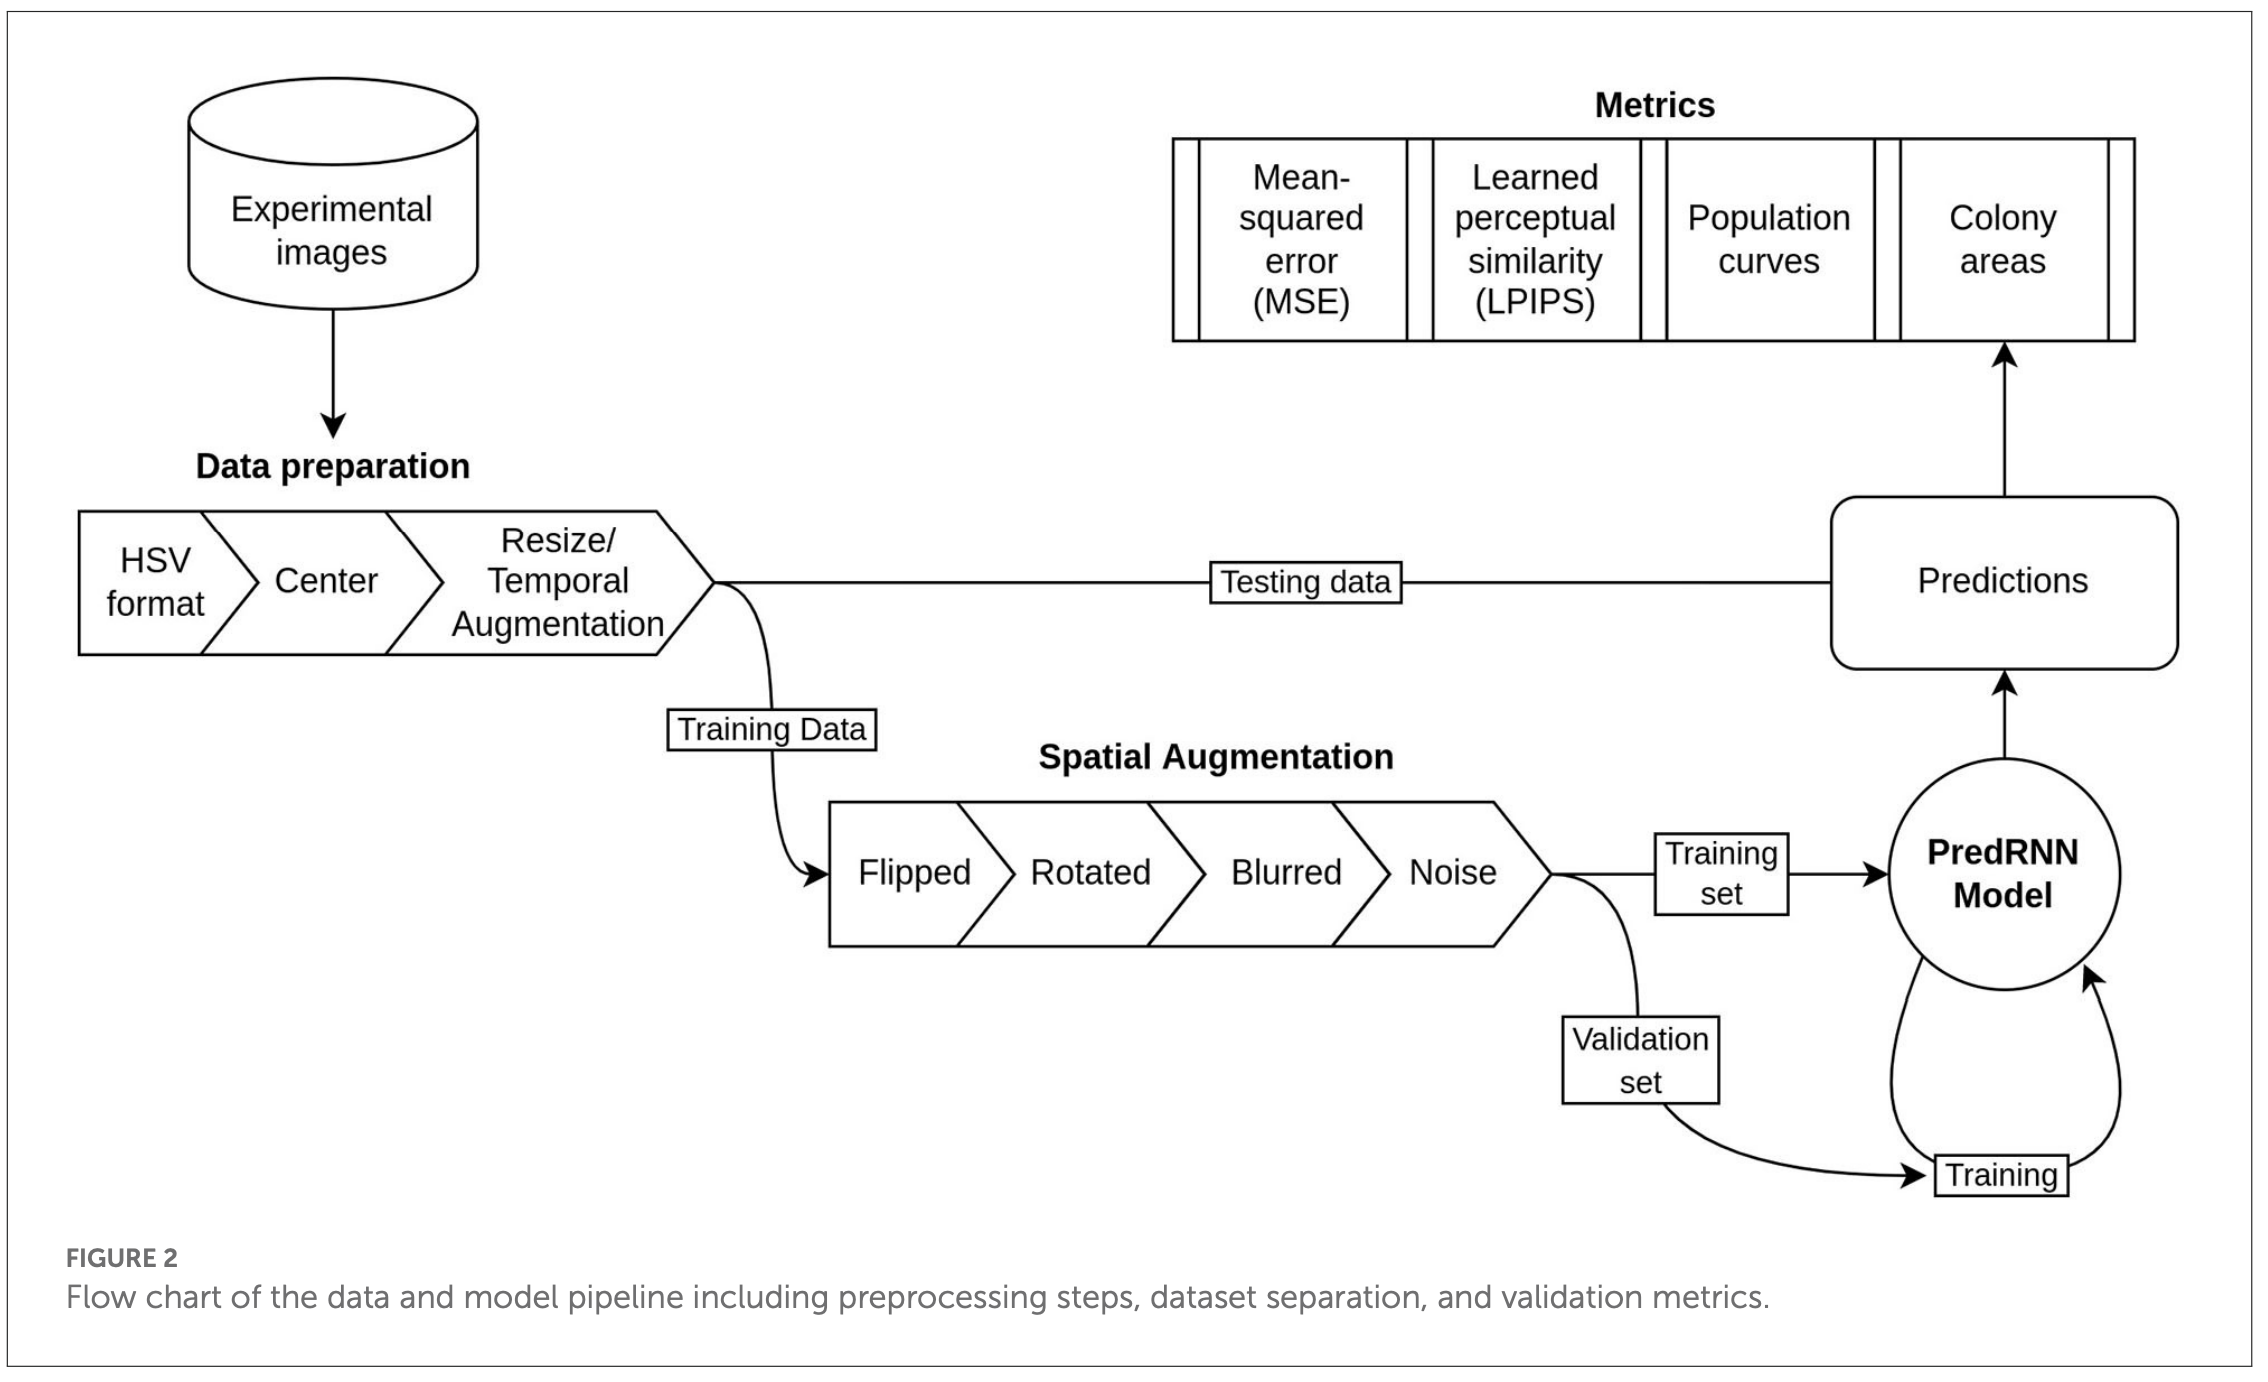 Experimental
images
Data preparation
HSV
format
Center
Resize/
Temporal
Augmentation
Metrics
Mean-
squared
error
(MSE)
Learned
perceptual
similarity
(LPIPS)
Population
curves
Colony
areas
Testing data
Predictions
Training Data
Spatial Augmentation
Flipped
Rotated
Blurred
Noise
Training
set
PredRNN
Model
Validation
set
Training
FIGURE 2
Flow chart of the data and model pipeline including preprocessing steps, dataset separation, and validation metrics.